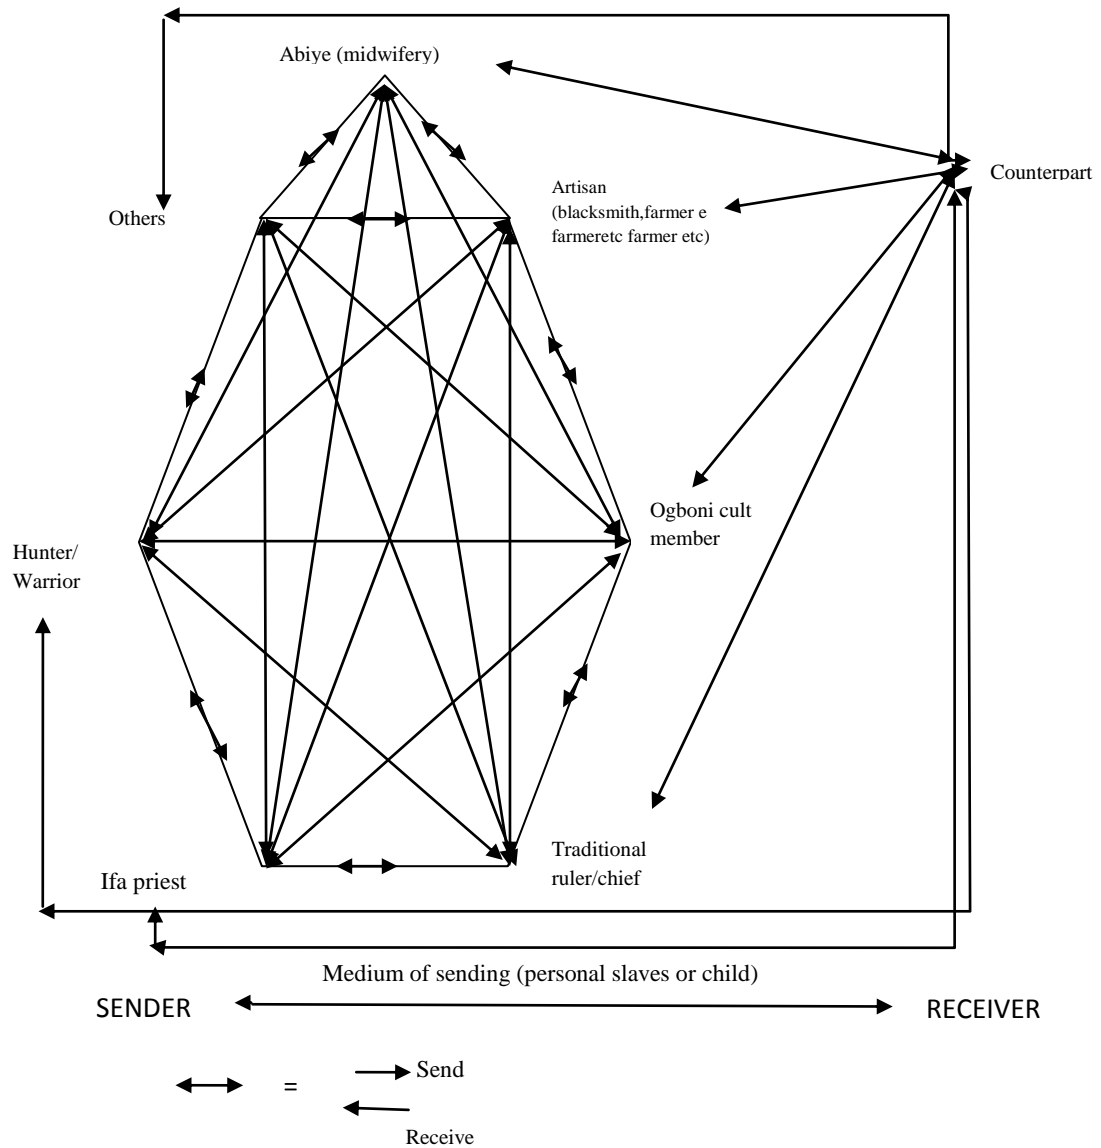 Abiye (midwifery)
Counterpart
Artisan
(blacksmith,farmer e
farmeretc farmer etc)
Others
Ogboni cult
member
Hunter/
Warrior
Traditional
ruler/chief
Ifa priest
Medium of sending (personal slaves or child)
SENDER
RECEIVER
= Send
Receive